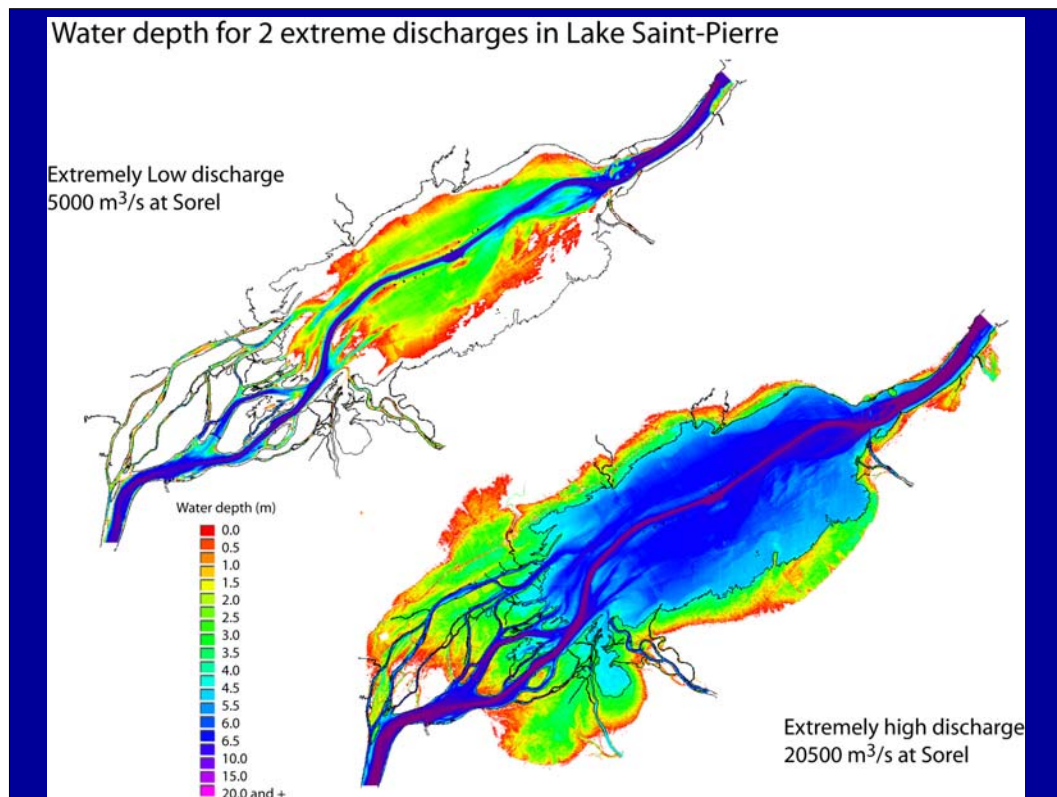 Water depth for 2 extreme discharges in Lake Saint-Pierre
Extremely Low discharge
5000 m³/s at Sorel
Water depth (m)
0.0
0.5
1.0
1.5
2.0
2.5
3.0
3.5
4.0
4.5
5.5
6.0
6.5
10.0
15.0
20.0 and +
Extremely high discharge
20500 m³/s at Sorel